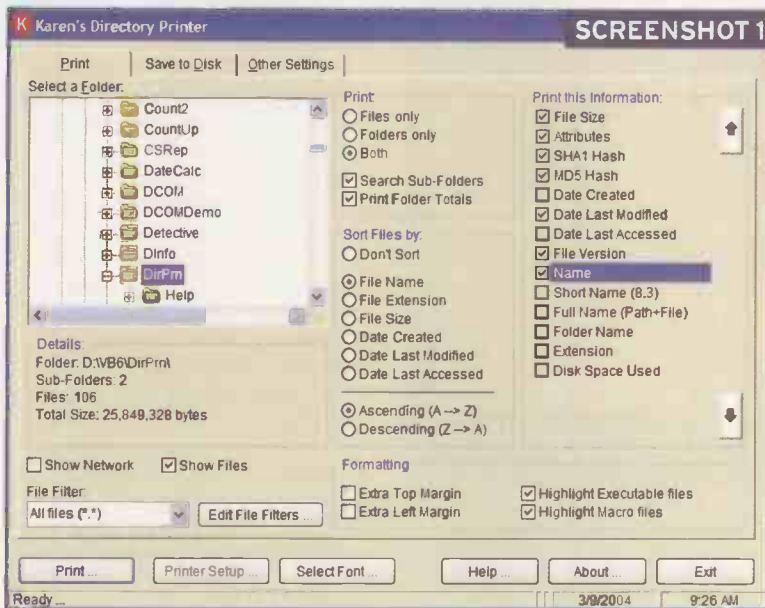 K Karen's Directory Printer
SCREENSHOT 1
Print
Save to Disk
Other Settings
Select a Folder:
Count2
CountUp
CSRep
DateCalc
DCOM
DCOMDemo
Detective
DInfo
DirPrn
Help
Details:
Folder: D:\VB6\DirPrn\
Sub-Folders: 2
Files: 106
Total Size: 25,849,328 bytes
Show Network
Show Files
File Filter:
All files (*.*)
Edit File Filters ...
Print:
Files only
Folders only
Both
Search Sub-Folders
Print Folder Totals
Sort Files by:
Don't Sort
File Name
File Extension
File Size
Date Created
Date Last Modified
Date Last Accessed
Ascending (A --> Z)
Descending (Z --> A)
Print this Information:
File Size
Attributes
SHA1 Hash
MD5 Hash
Date Created
Date Last Modified
Date Last Accessed
File Version
Name
Short Name (8.3)
Full Name (Path+File)
Folder Name
Extension
Disk Space Used
Formatting
Extra Top Margin
Extra Left Margin
Highlight Executable files
Highlight Macro files
Print ...
Printer Setup ...
Select Font ...
Help ...
About ...
Exit
Ready ...
3/9/2004
9:26 AM